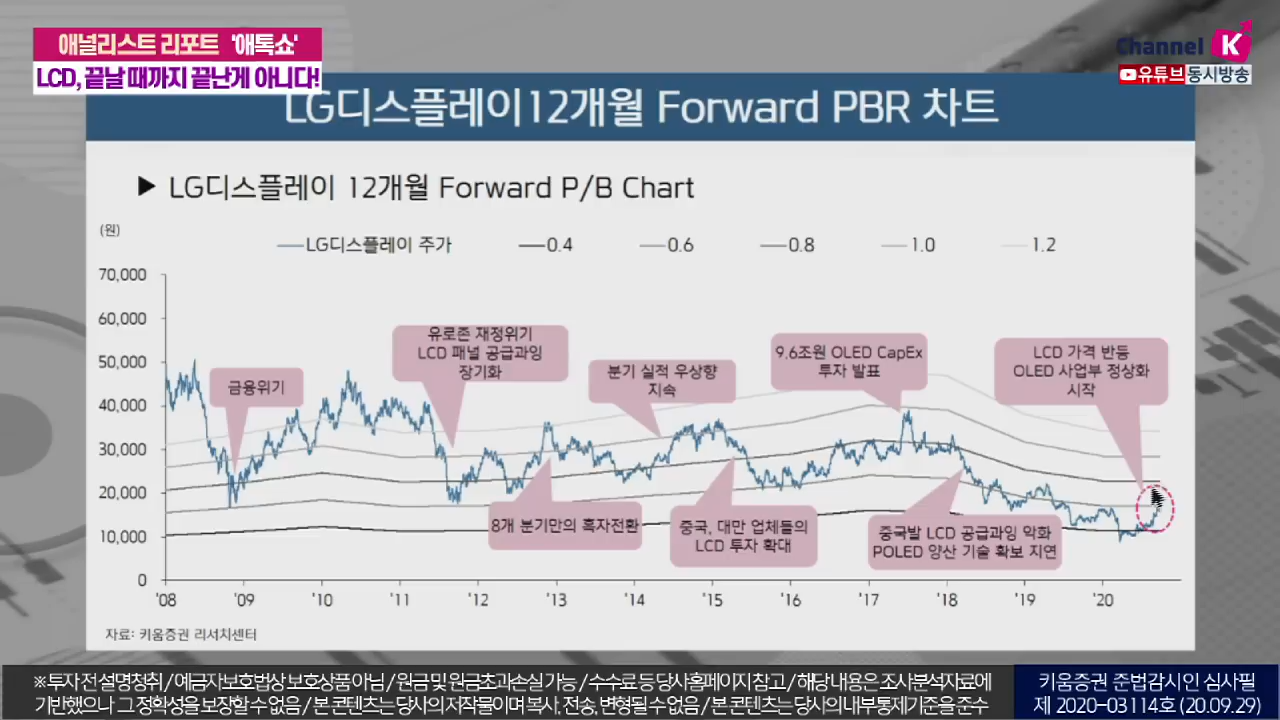 애널리스트 리포트 '애톡쇼'
LCD, 끝날 때까지 끝난게 아니다!
Channel K
유튜브 동시방송
LG디스플레이12개월 Forward PBR 차트
▶ LG디스플레이 12개월 Forward P/B Chart
(원)
LG디스플레이 주가 0.4 0.6 0.8 1.0 1.2
70,000
60,000
50,000
40,000
30,000
20,000
10,000
0
금융위기
유로존 재정위기
LCD 패널 공급과잉
장기화
분기 실적 우상향
지속
9.6조원 OLED CapEx
투자 발표
LCD 가격 반등
OLED 사업부 정상화
시작
8개 분기만의 흑자전환
중국, 대만 업체들의
LCD 투자 확대
중국발 LCD 공급과잉 악화
POLED 양산 기술 확보 지연
'08 '09 '10 '11 '12 '13 '14 '15 '16 '17 '18 '19 '20
자료: 키움증권 리서치센터
※ 투자 전 설명청취 / 예금자보호법상 보호상품 아님 / 원금 및 원금초과손실 가능 / 수수료 등 당사홈페이지 참고 / 해당 내용은 조사분석자료에
기반했으나 그 정확성을 보장할 수 없음 / 본 콘텐츠는 당사의 저작물이며 복사, 전송, 변형될 수 없음 / 본 콘텐츠는 당사의 내부통제기준을 준수
키움증권 준법감시인 심사필
제 2020-03114호 (20.09.29)